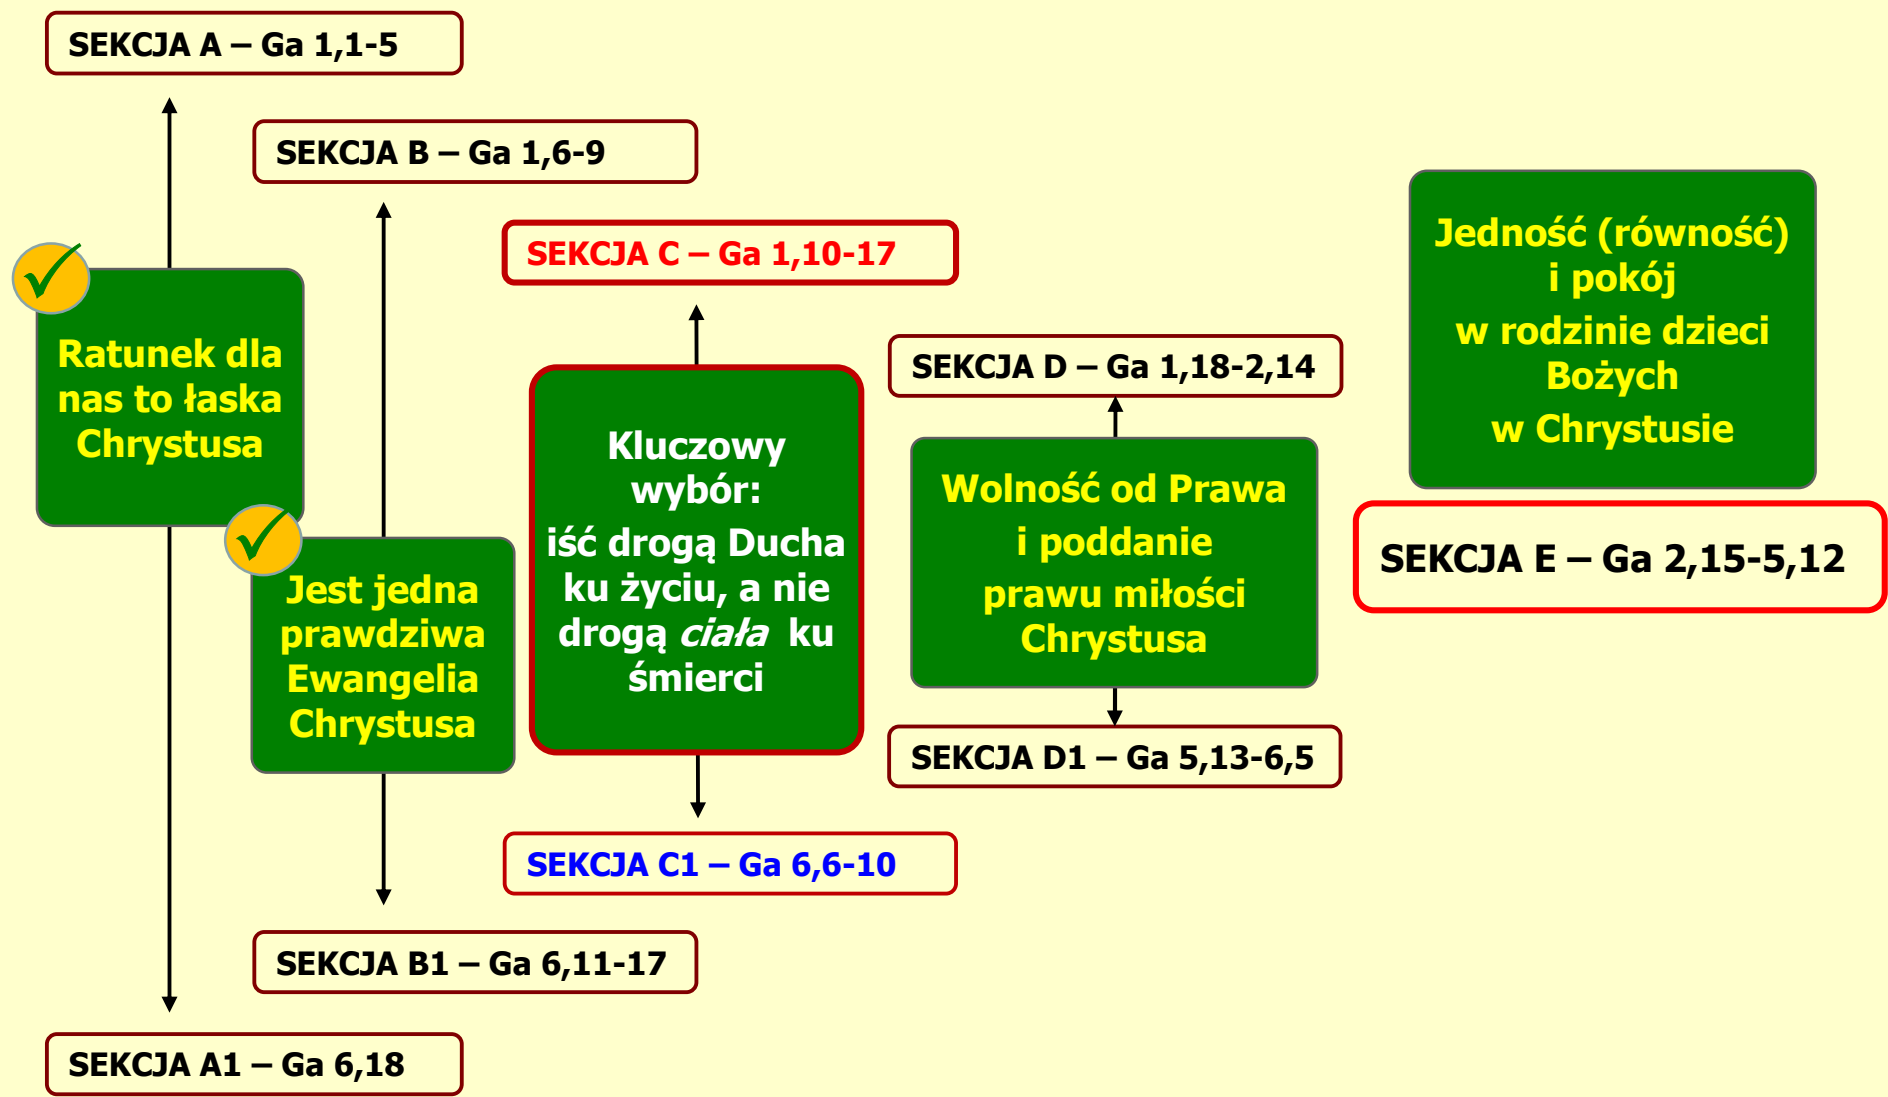 SEKCJA A – Ga 1,1-5
SEKCJA B – Ga 1,6-9
SEKCJA C – Ga 1,10-17
SEKCJA D – Ga 1,18-2,14
Ratunek dla
nas to łaska
Chrystusa
Jest jedna
prawdziwa
Ewangelia
Chrystusa
Kluczowy
wybór:
iść drogą Ducha
ku życiu, a nie
drogą ciała ku
śmierci
Wolność od Prawa
i poddanie
prawu miłości
Chrystusa
Jedność (równość)
i pokój
w rodzinie dzieci
Bożych
w Chrystusie
SEKCJA E – Ga 2,15-5,12
SEKCJA D1 – Ga 5,13-6,5
SEKCJA C1 – Ga 6,6-10
SEKCJA B1 – Ga 6,11-17
SEKCJA A1 – Ga 6,18